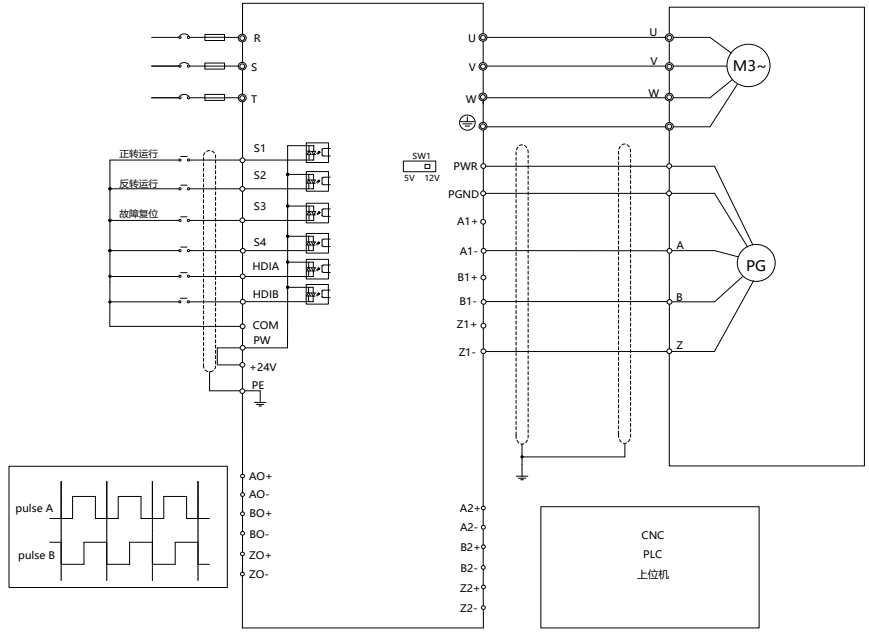 R
S
T
正转运行
S1
反转运行
S2
故障复位
S3
S4
HDIA
HDIB
COM
PW
+24V
PE
AO+
AO-
BO+
BO-
ZO+
ZO-
pulse A
pulse B
U
V
W
SW1
5V 12V
PWR
PGND
A1+
A1-
B1+
B1-
Z1+
Z1-
A2+
A2-
B2+
B2-
Z2+
Z2-
U
V
W
M3~
A
B
Z
PG
CNC
PLC
上位机